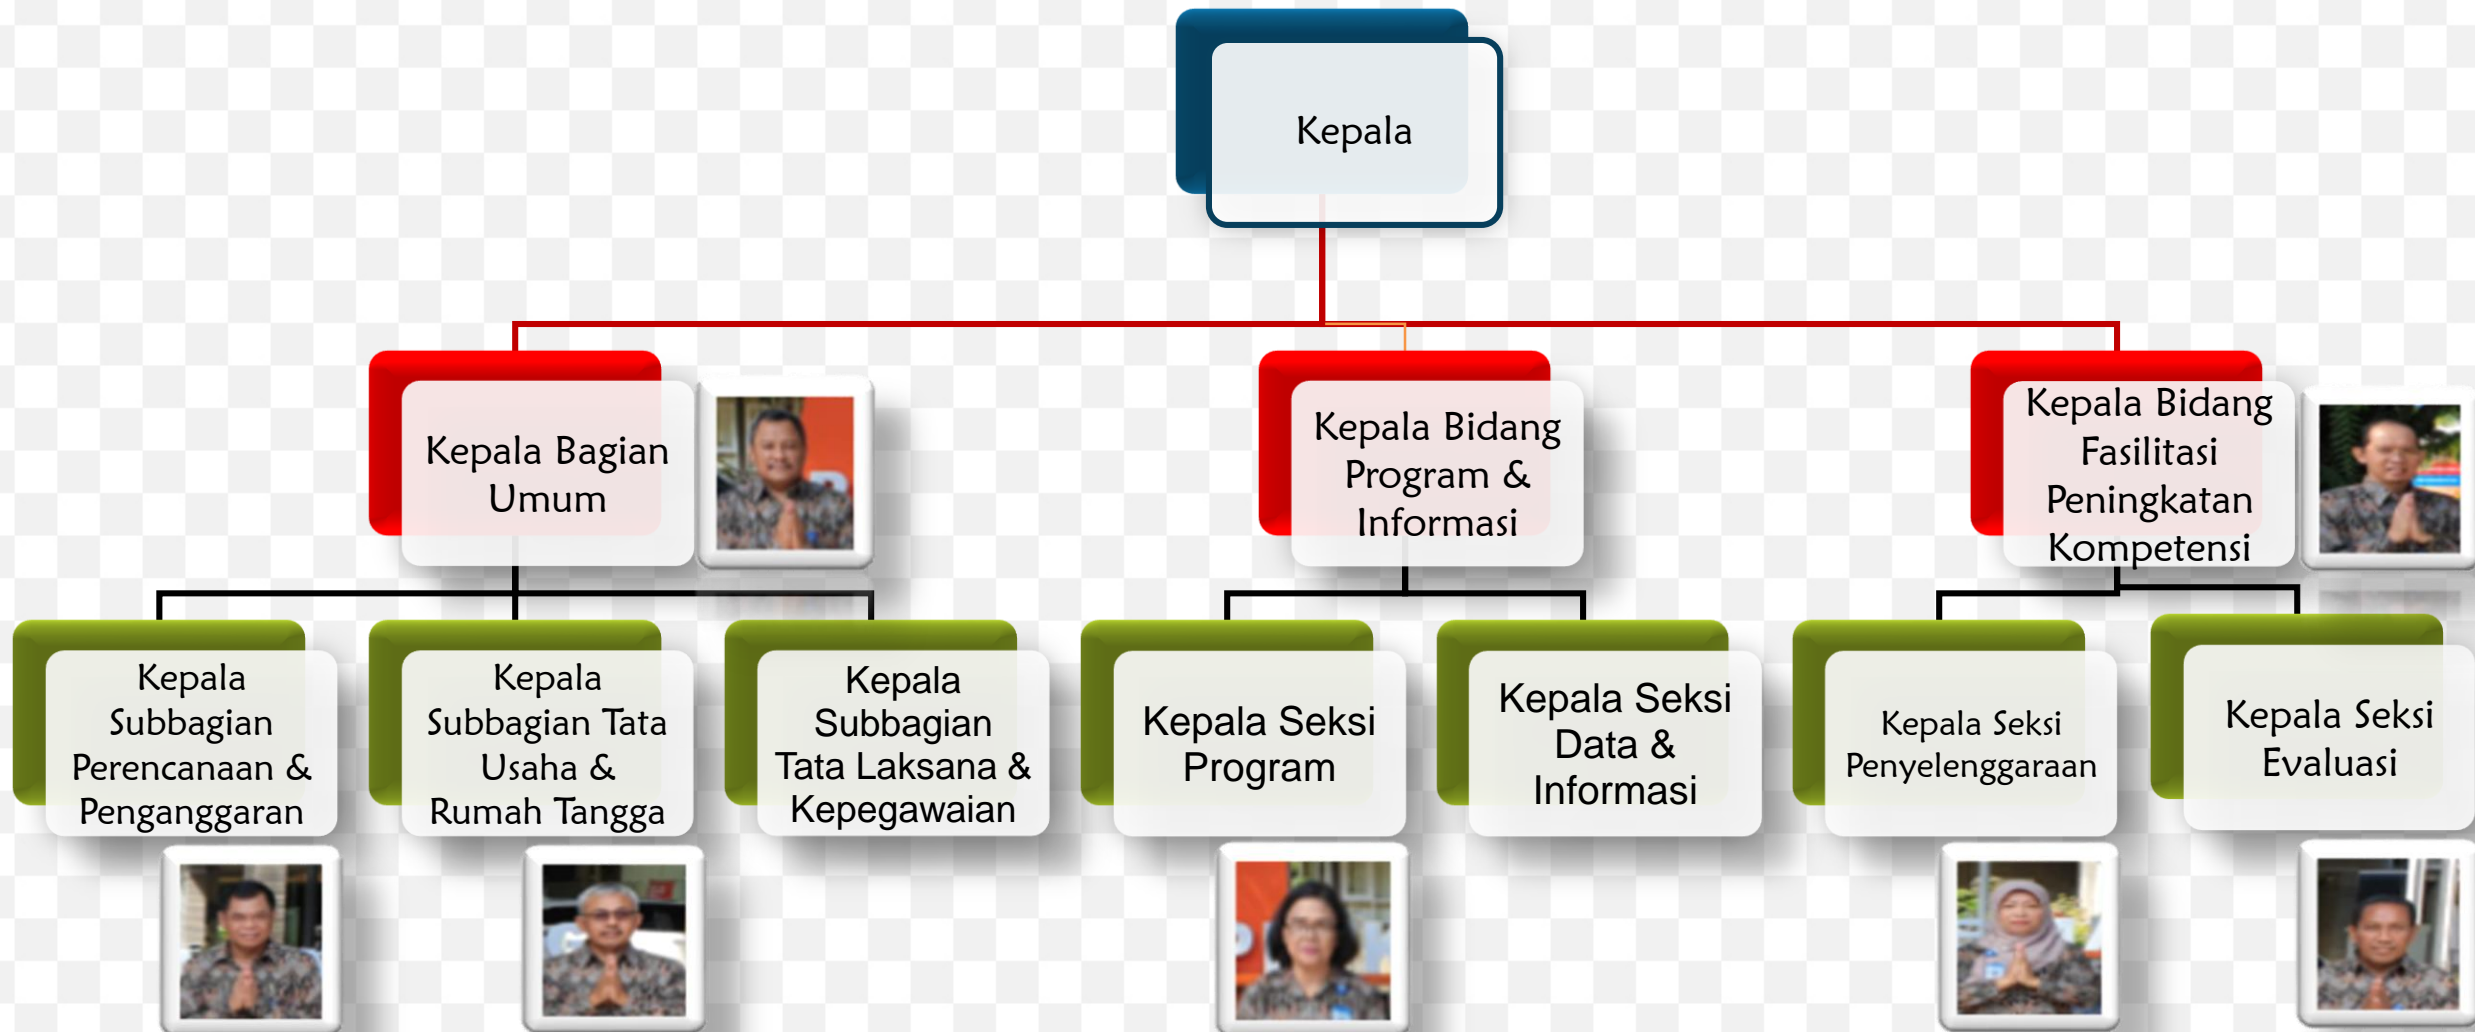 Kepala
Kepala Bagian
Umum
Kepala Bidang
Program &
Informasi
Kepala Bidang
Fasilitasi
Peningkatan
Kompetensi
Kepala
Subbagian
Perencanaan &
Penganggaran
Kepala
Subbagian Tata
Usaha &
Rumah Tangga
Kepala
Subbagian
Tata Laksana &
Kepegawaian
Kepala Seksi
Program
Kepala Seksi
Data &
Informasi
Kepala Seksi
Penyelenggaraan
Kepala Seksi
Evaluasi